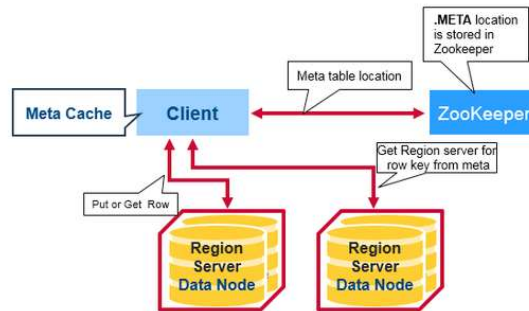 .META location
is stored in
Zookeeper
Meta table location
Meta Cache
Client
ZooKeeper
Get Region server for
row key from meta
Put or Get Row
Region
Server
Data Node
Region
Server
Data Node